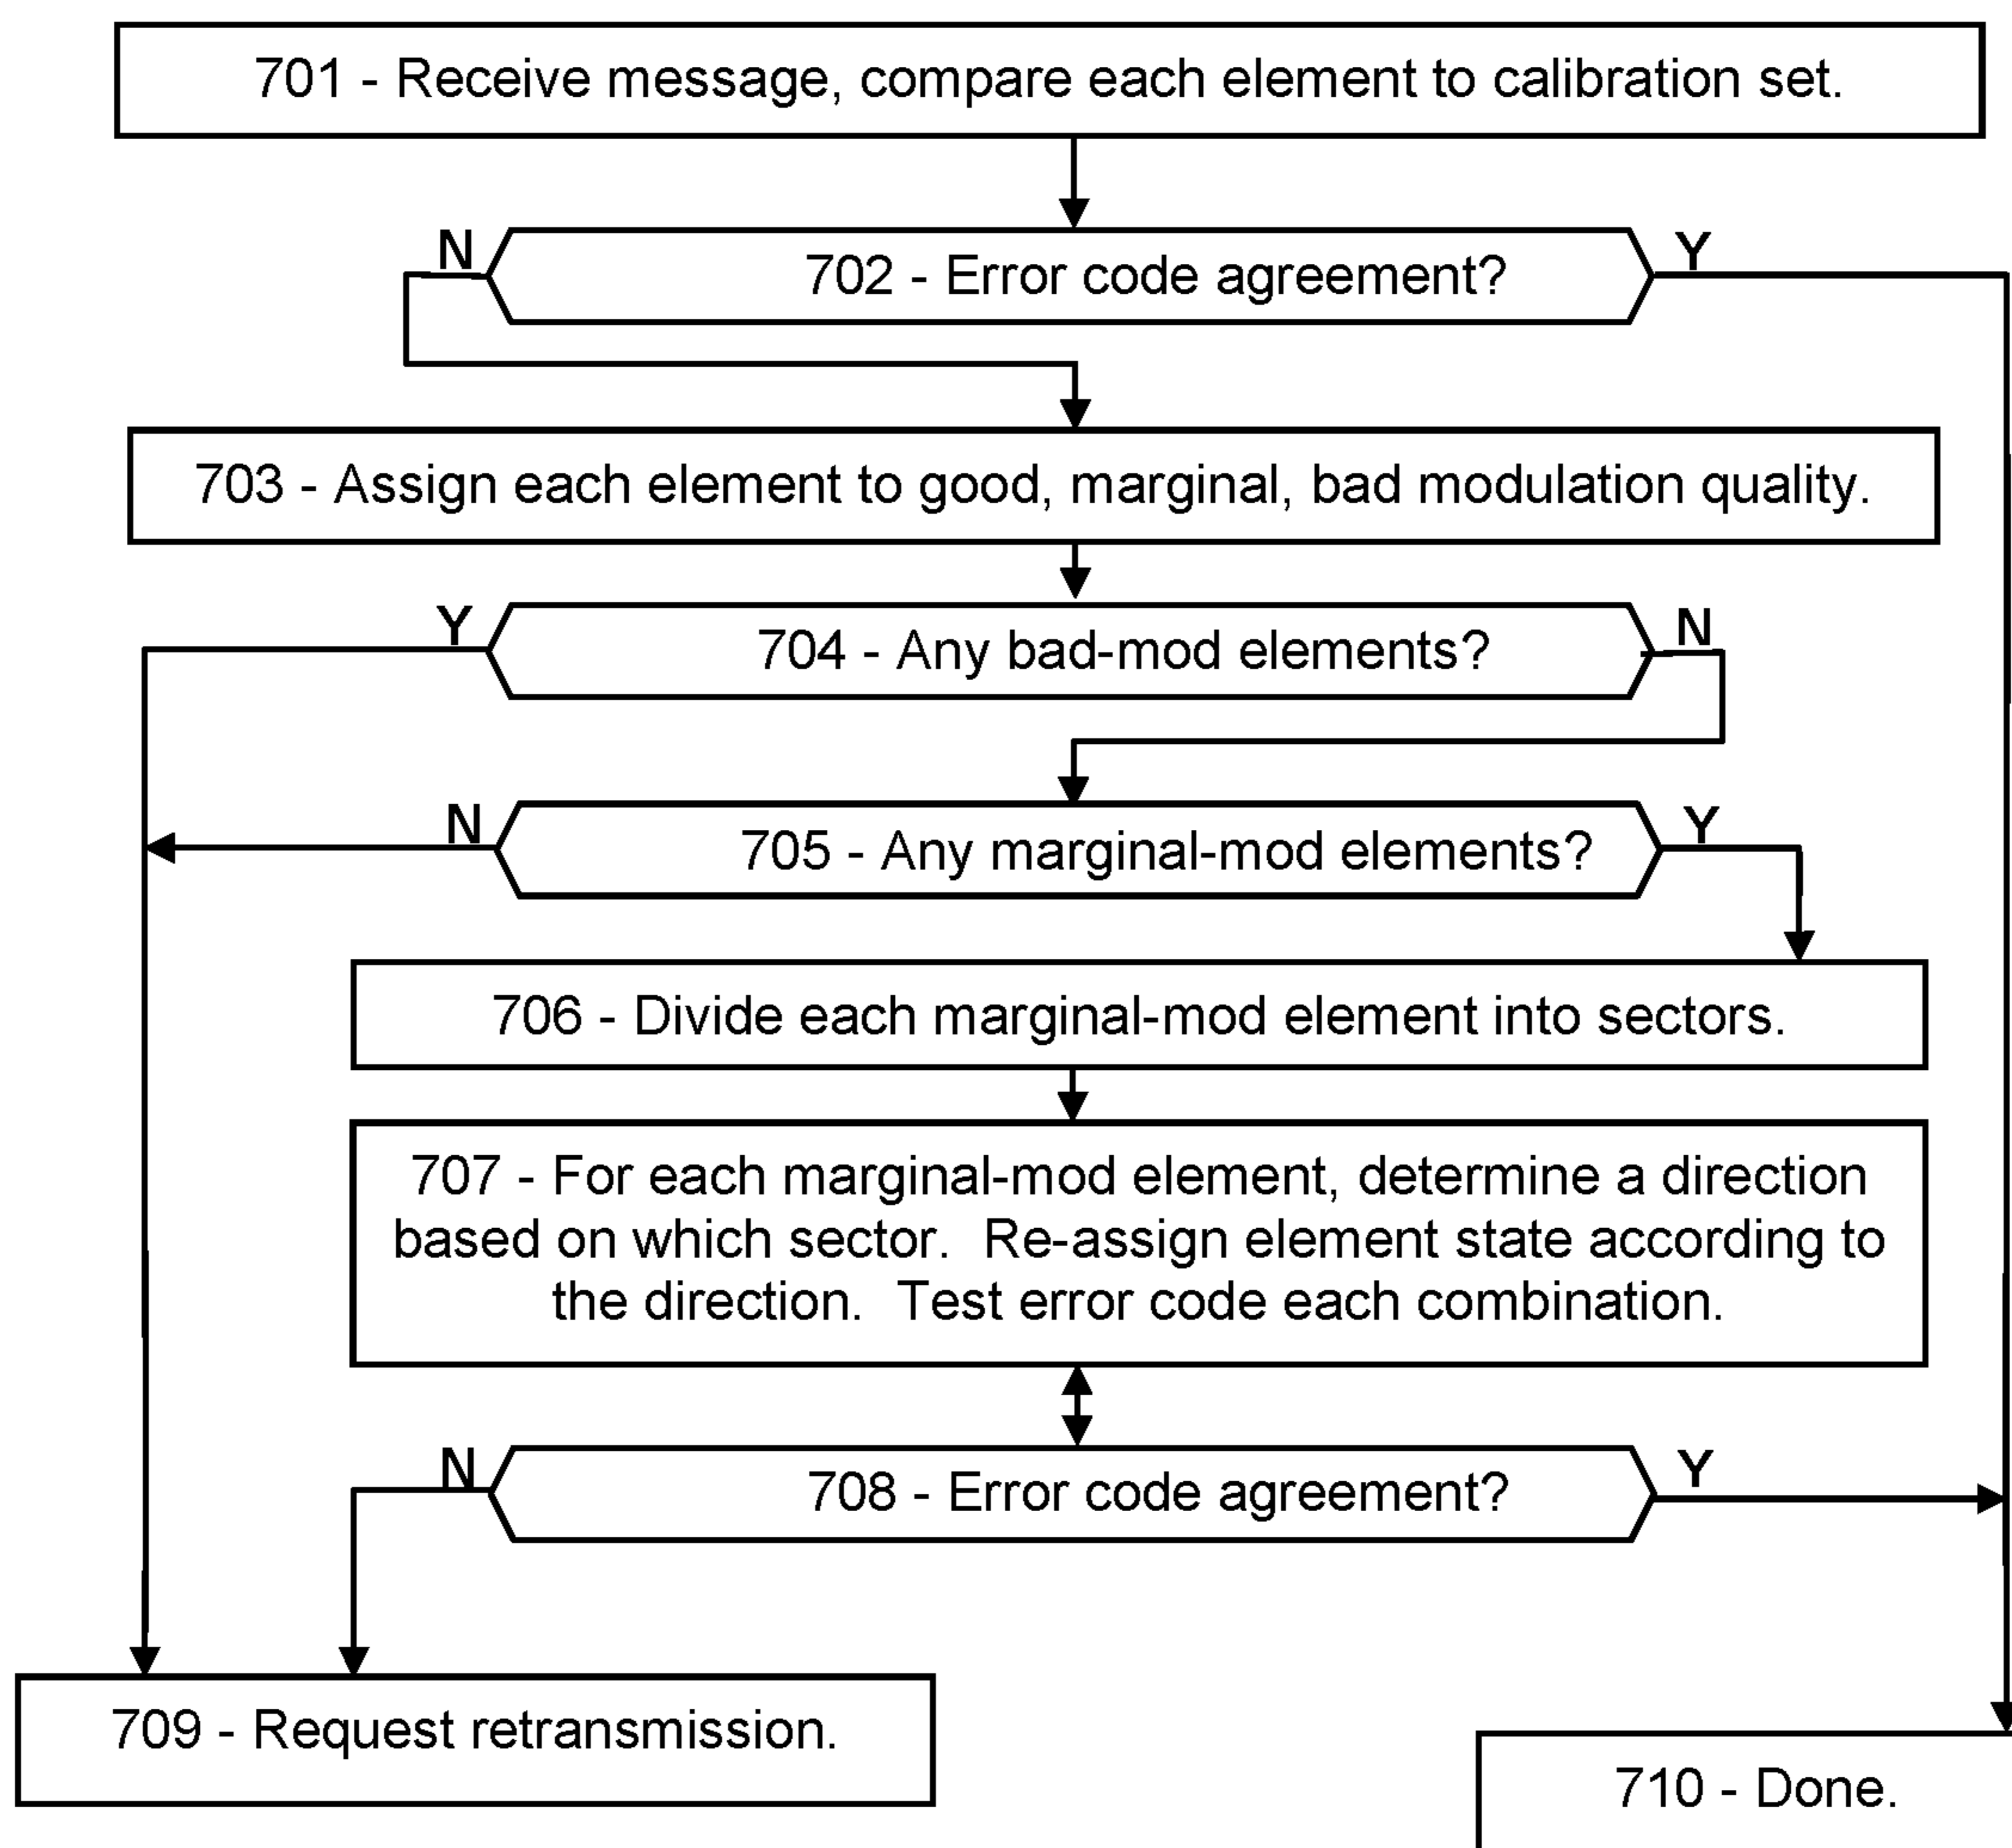 701 - Receive message, compare each element to calibration set.
N
702 - Error code agreement?
Y
703 - Assign each element to good, marginal, bad modulation quality.
Y
704 - Any bad-mod elements?
N
N
705 - Any marginal-mod elements?
Y
706 - Divide each marginal-mod element into sectors.
707 - For each marginal-mod element, determine a direction
based on which sector.  Re-assign element state according to
the direction.  Test error code each combination.
N
708 - Error code agreement?
Y
709 - Request retransmission.
710 - Done.